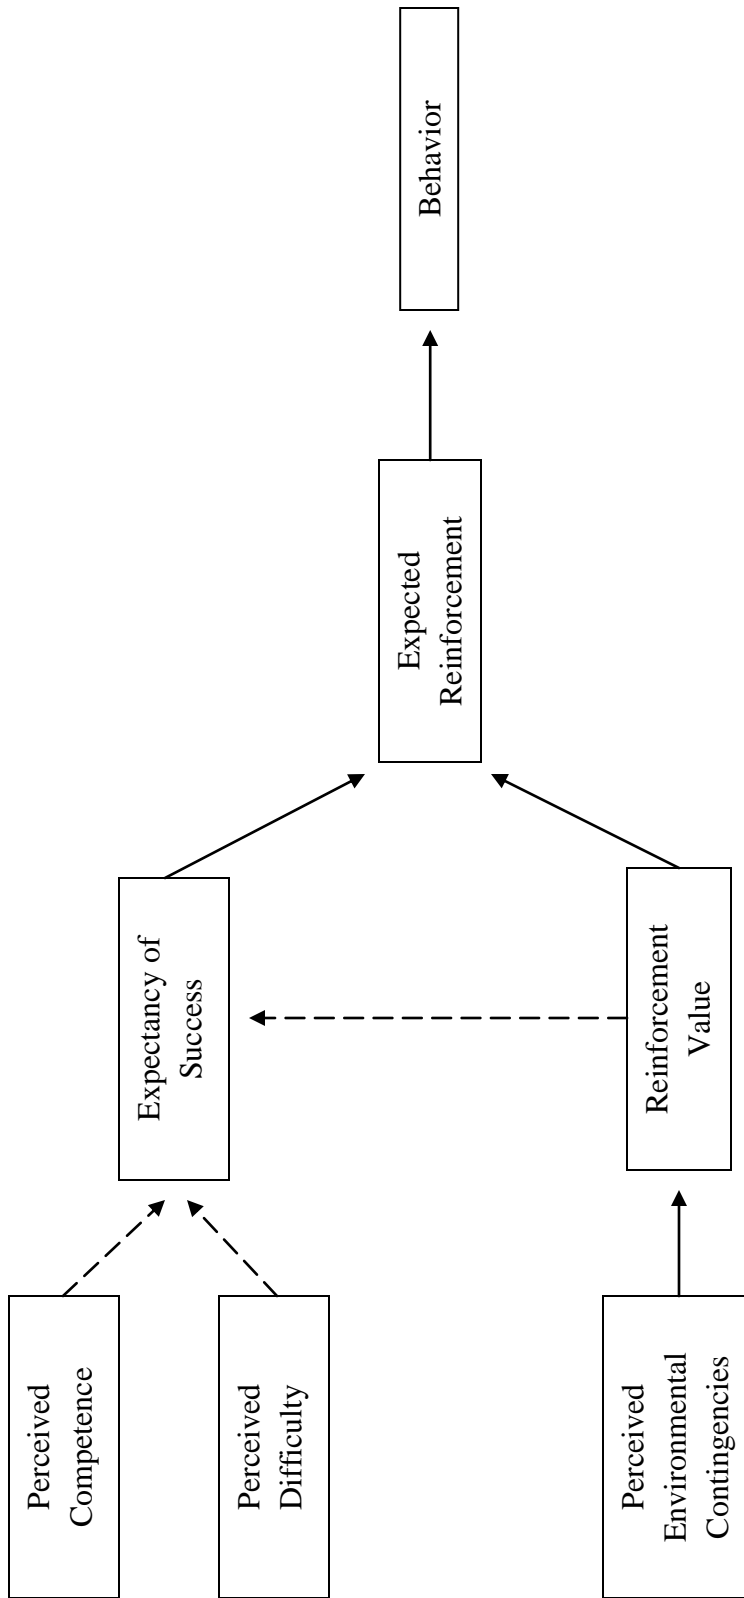 Perceived
Competence
Perceived
Difficulty
Perceived
Environmental
Contingencies
Expectancy of
Success
Reinforcement
Value
Expected
Reinforcement
Behavior